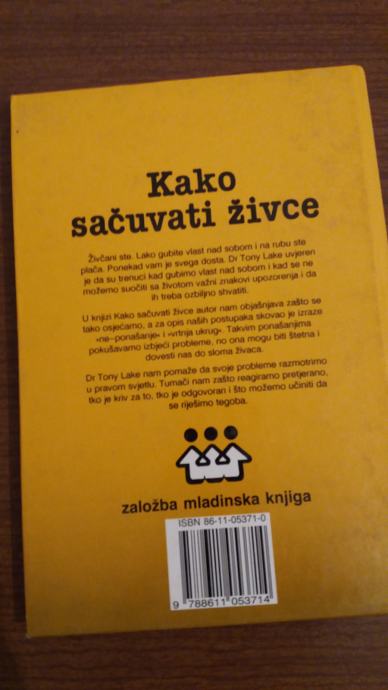 Kako
sačuvati živce
Živčani ste. Lako gubite vlast nad sobom i na rubu ste
plača. Ponekad vam je svega dosta. Dr Tony Lake uvjeren
je da su trenuci kad gubimo vlast nad sobom i kad se ne
možemo suočiti sa životom važni znakovi upozorenja i da
ih treba ozbiljno shvatiti.
U knjizi Kako sačuvati živce autor nam objašnjava zašto se
tako osjećamo, a za opis naših postupaka skovao je izraze
»ne-ponašanje« i »vrtnja ukrug«. Takvim ponašanjima
pokušavamo izbjeći probleme, no ona mogu biti štetna i
dovesti nas do sloma živaca.
Dr Tony Lake nam pomaže da svoje probleme razmotrimo
u pravom svjetlu. Tumači nam zašto reagiramo pretjerano,
tko je kriv za to, tko je odgovoran i što možemo učiniti da
se riješimo tegoba.
založba mladinska knjiga
ISBN 86-11-05371-0
9 788611 053714